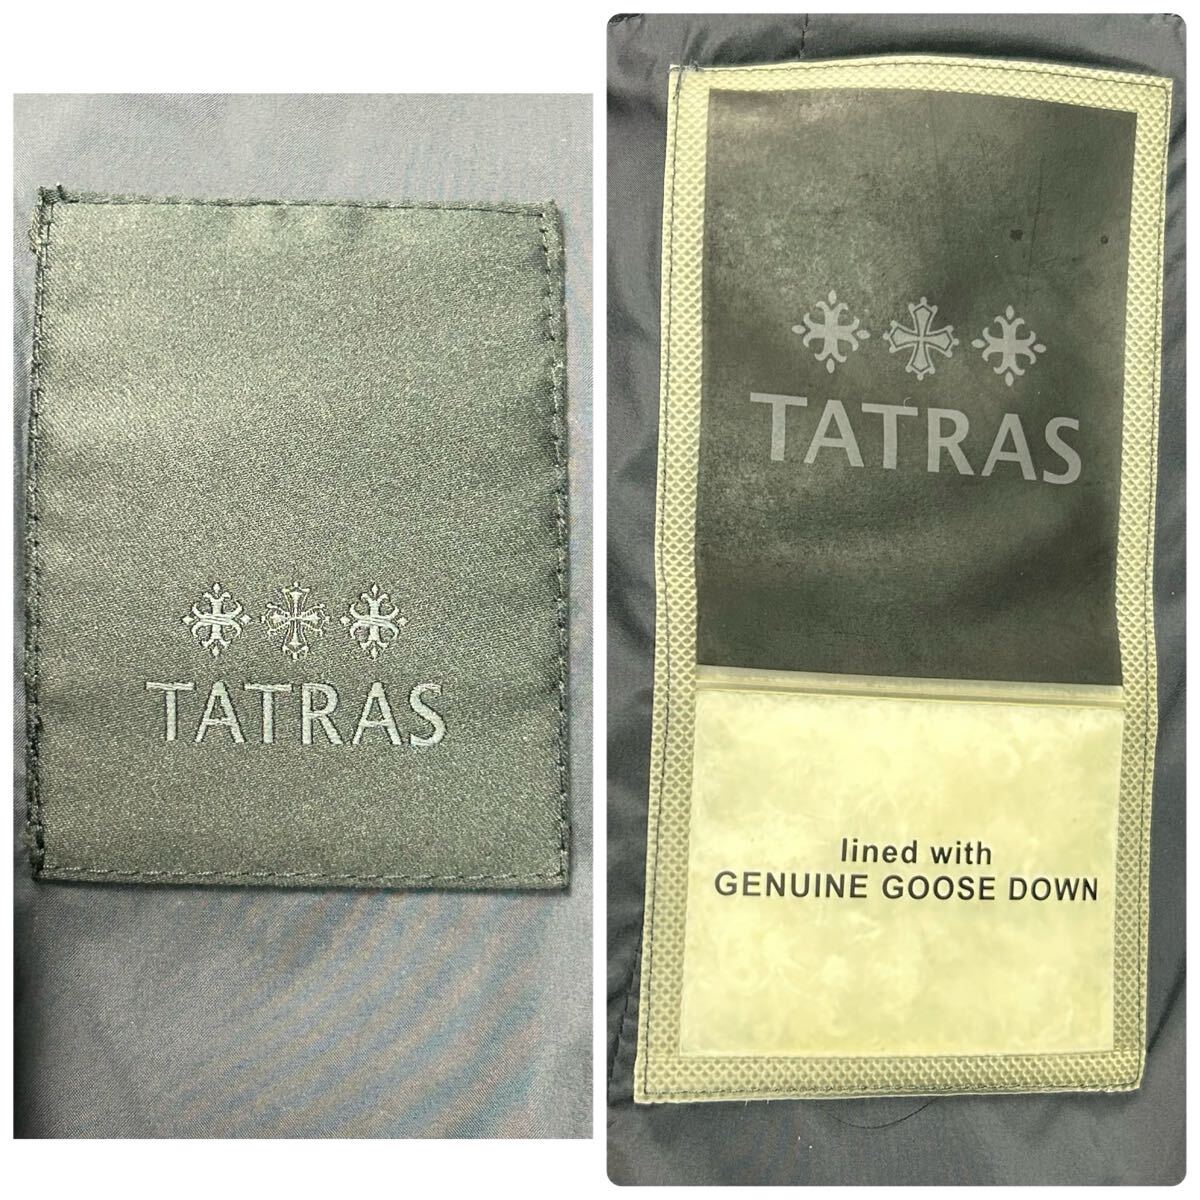 TATRAS
TATRAS
lined with
GENUINE GOOSE DOWN